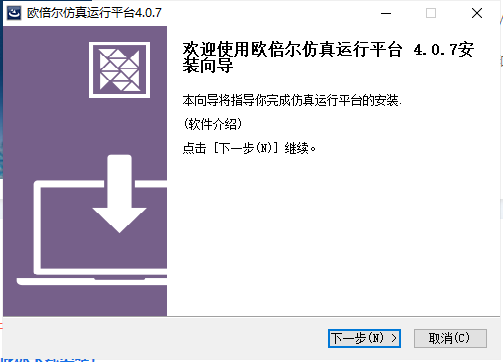 欧倍尔仿真运行平台4.0.7
欢迎使用欧倍尔仿真运行平台 4.0.7安
装向导
本向导将指导你完成仿真运行平台的安装.
(软件介绍)
点击 [下一步(N)] 继续。
下一步(N) >
取消(C)